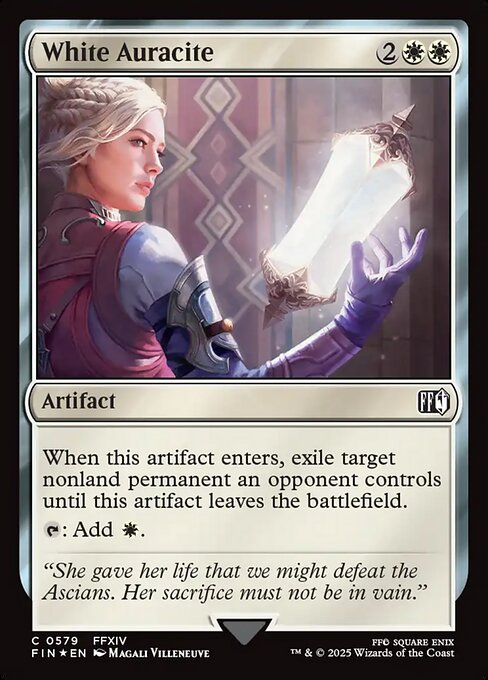 White Auracite 2
Artifact
When this artifact enters, exile target
nonland permanent an opponent controls
until this artifact leaves the battlefield.
: Add .
“She gave her life that we might defeat the
Ascians. Her sacrifice must not be in vain.”
C 0579 FFXIV
FIN★EN Magali Villeneuve
FF® SQUARE ENIX
™ & © 2025 Wizards of the Coast